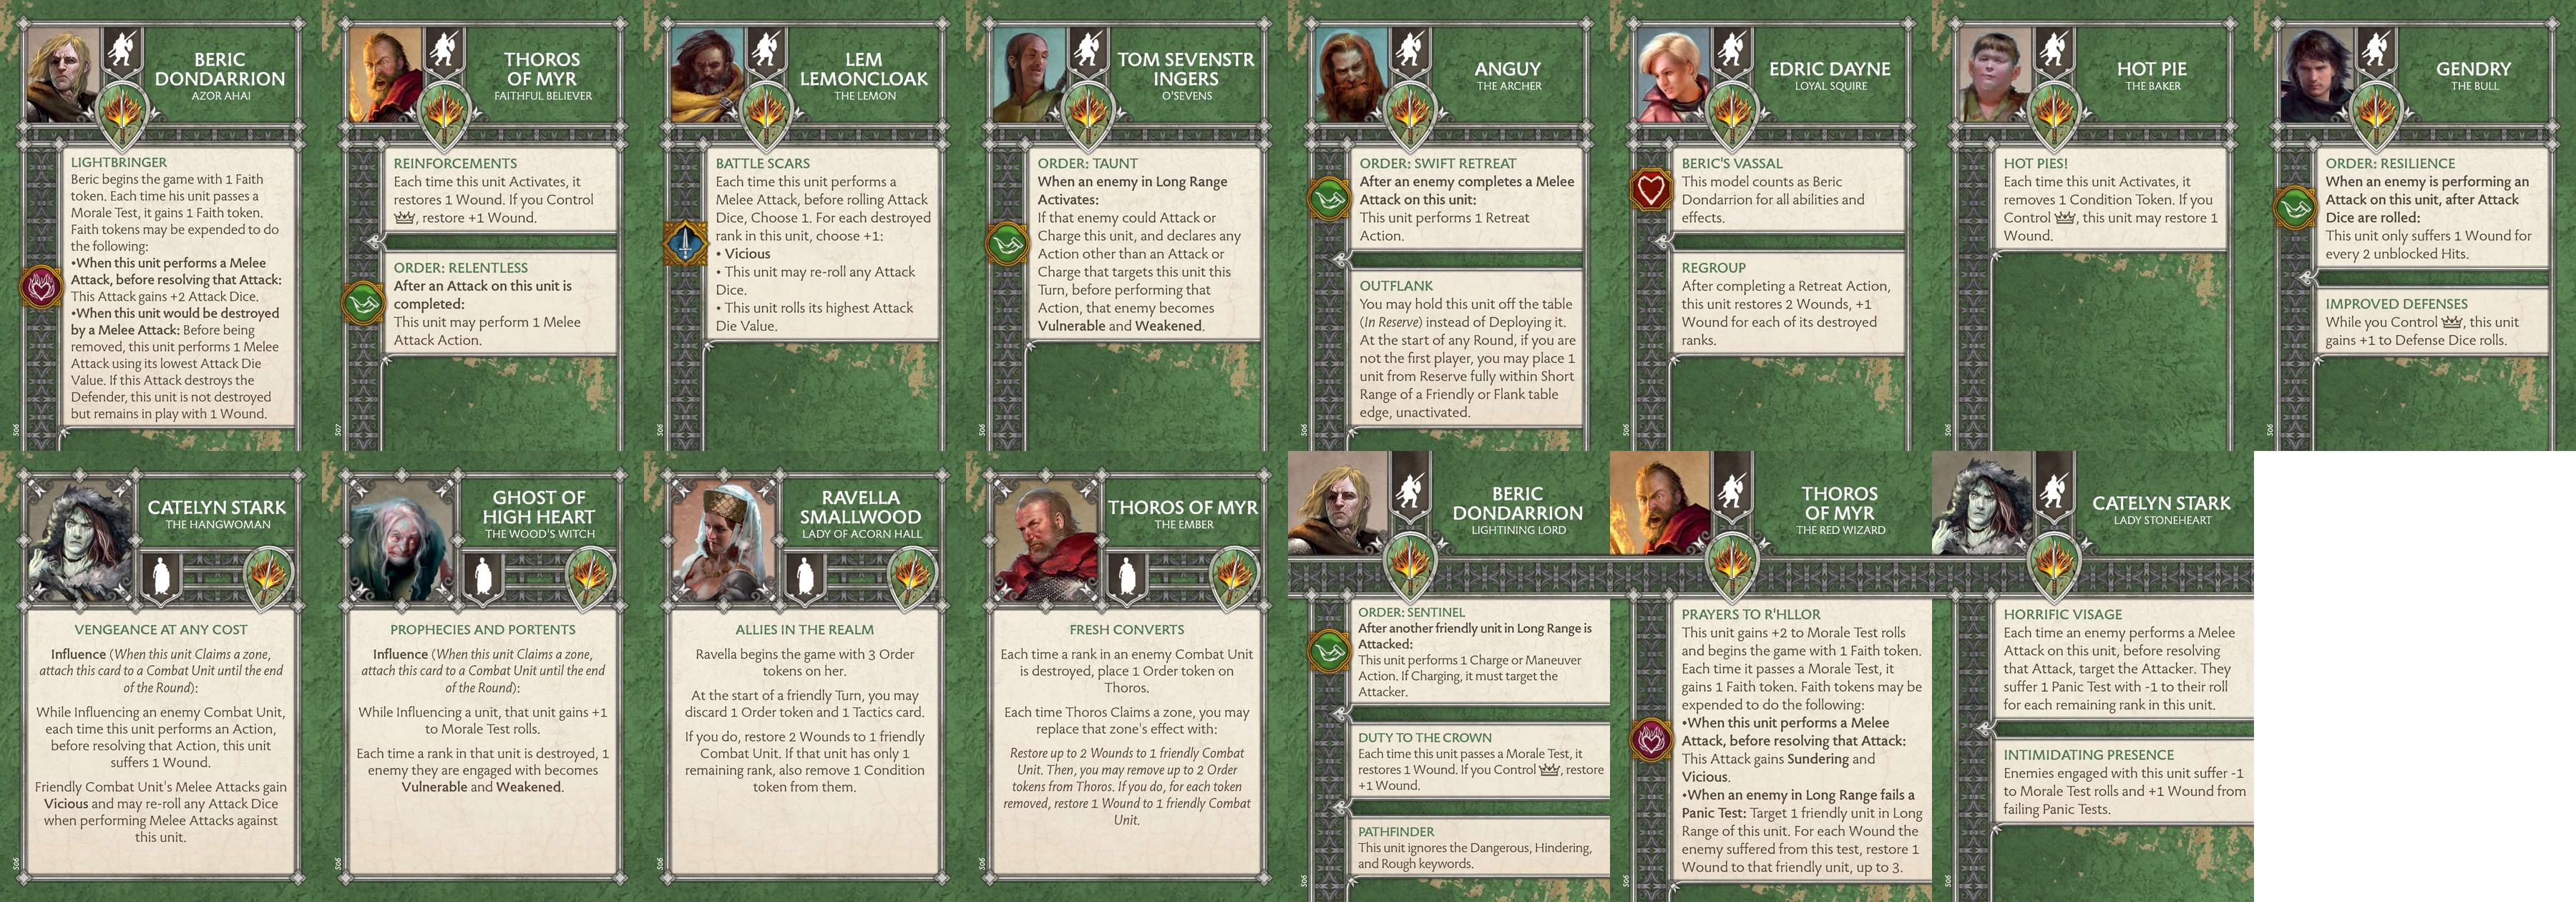 BERIC
DONDARRION
AZOR AHAI
LIGHTBRINGER
Beric begins the game with 1 Faith
token. Each time his unit passes a
Morale Test, it gains 1 Faith token.
Faith tokens may be expended to do
the following:
•When this unit performs a Melee
Attack, before resolving that Attack:
This Attack gains +2 Attack Dice.
•When this unit would be destroyed
by a Melee Attack: Before being
removed, this unit performs 1 Melee
Attack using its lowest Attack Die
Value. If this Attack destroys the
Defender, this unit is not destroyed
but remains in play with 1 Wound.
S06
THOROS
OF MYR
FAITHFUL BELIEVER
REINFORCEMENTS
Each time this unit Activates, it
restores 1 Wound. If you Control
, restore +1 Wound.
ORDER: RELENTLESS
After an Attack on this unit is
completed:
This unit may perform 1 Melee
Attack Action.
S07
LEM
LEMONCLOAK
THE LEMON
BATTLE SCARS
Each time this unit performs a
Melee Attack, before rolling Attack
Dice, Choose 1. For each destroyed
rank in this unit, choose +1:
• Vicious
• This unit may re-roll any Attack
Dice.
• This unit rolls its highest Attack
Die Value.
S06
TOM SEVENSTR
INGERS
O'SEVENS
ORDER: TAUNT
When an enemy in Long Range
Activates:
If that enemy could Attack or
Charge this unit, and declares any
Action other than an Attack or
Charge that targets this unit this
Turn, before performing that
Action, that enemy becomes
Vulnerable and Weakened.
S06
ANGUY
THE ARCHER
ORDER: SWIFT RETREAT
After an enemy completes a Melee
Attack on this unit:
This unit performs 1 Retreat
Action.
OUTFLANK
You may hold this unit off the table
(In Reserve) instead of Deploying it.
At the start of any Round, if you are
not the first player, you may place 1
unit from Reserve fully within Short
Range of a Friendly or Flank table
edge, unactivated.
S06
EDRIC DAYNE
LOYAL SQUIRE
BERIC'S VASSAL
This model counts as Beric
Dondarrion for all abilities and
effects.
REGROUP
After completing a Retreat Action,
this unit restores 2 Wounds, +1
Wound for each of its destroyed
ranks.
S06
HOT PIE
THE BAKER
HOT PIES!
Each time this unit Activates, it
removes 1 Condition Token. If you
Control , this unit may restore 1
Wound.
S06
GENDRY
THE BULL
ORDER: RESILIENCE
When an enemy is performing an
Attack on this unit, after Attack
Dice are rolled:
This unit only suffers 1 Wound for
every 2 unblocked Hits.
IMPROVED DEFENSES
While you Control , this unit
gains +1 to Defense Dice rolls.
S06
CATELYN STARK
THE HANGWOMAN
VENGEANCE AT ANY COST
Influence (When this unit Claims a zone,
attach this card to a Combat Unit until the end
of the Round):
While Influencing an enemy Combat Unit,
each time this unit performs an Action,
before resolving that Action, this unit
suffers 1 Wound.
Friendly Combat Unit's Melee Attacks gain
Vicious and may re-roll any Attack Dice
when performing Melee Attacks against
this unit.
S06
GHOST OF
HIGH HEART
THE WOOD'S WITCH
PROPHECIES AND PORTENTS
Influence (When this unit Claims a zone,
attach this card to a Combat Unit until the end
of the Round):
While Influencing a unit, that unit gains +1
to Morale Test rolls.
Each time a rank in that unit is destroyed, 1
enemy they are engaged with becomes
Vulnerable and Weakened.
S06
RAVELLA
SMALLWOOD
LADY OF ACORN HALL
ALLIES IN THE REALM
Ravella begins the game with 3 Order
tokens on her.
At the start of a friendly Turn, you may
discard 1 Order token and 1 Tactics card.
If you do, restore 2 Wounds to 1 friendly
Combat Unit. If that unit has only 1
remaining rank, also remove 1 Condition
token from them.
S06
THOROS OF MYR
THE EMBER
FRESH CONVERTS
Each time a rank in an enemy Combat Unit
is destroyed, place 1 Order token on
Thoros.
Each time Thoros Claims a zone, you may
replace that zone's effect with:
Restore up to 2 Wounds to 1 friendly Combat
Unit. Then, you may remove up to 2 Order
tokens from Thoros. If you do, for each token
removed, restore 1 Wound to 1 friendly Combat
Unit.
S06
BERIC
DONDARRION
LIGHTINING LORD
ORDER: SENTINEL
After another friendly unit in Long Range is
Attacked:
This unit performs 1 Charge or Maneuver
Action. If Charging, it must target the
Attacker.
DUTY TO THE CROWN
Each time this unit passes a Morale Test, it
restores 1 Wound. If you Control , restore
+1 Wound.
PATHFINDER
This unit ignores the Dangerous, Hindering,
and Rough keywords.
S06
THOROS
OF MYR
THE RED WIZARD
PRAYERS TO R'HLLOR
This unit gains +2 to Morale Test rolls
and begins the game with 1 Faith token.
Each time it passes a Morale Test, it
gains 1 Faith token. Faith tokens may be
expended to do the following:
•When this unit performs a Melee
Attack, before resolving that Attack:
This Attack gains Sundering and
Vicious.
•When an enemy in Long Range fails a
Panic Test: Target 1 friendly unit in Long
Range of this unit. For each Wound the
enemy suffered from this test, restore 1
Wound to that friendly unit, up to 3.
S06
CATELYN STARK
LADY STONEHEART
HORRIFIC VISAGE
Each time an enemy performs a Melee
Attack on this unit, before resolving
that Attack, target the Attacker. They
suffer 1 Panic Test with -1 to their roll
for each remaining rank in this unit.
INTIMIDATING PRESENCE
Enemies engaged with this unit suffer -1
to Morale Test rolls and +1 Wound from
failing Panic Tests.
S06